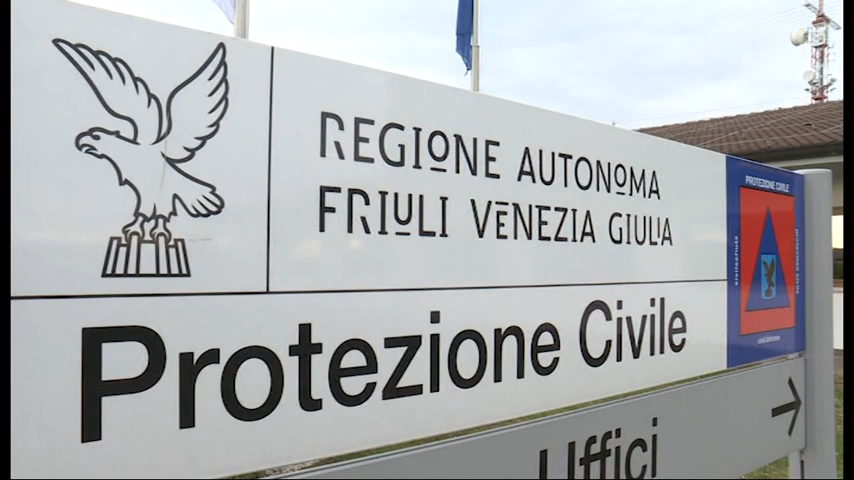 REGIONE AUTONOMA
FRIULI VENEZIA GIULIA
Protezione Civile
PROTEZIONE CIVILE
Uffici